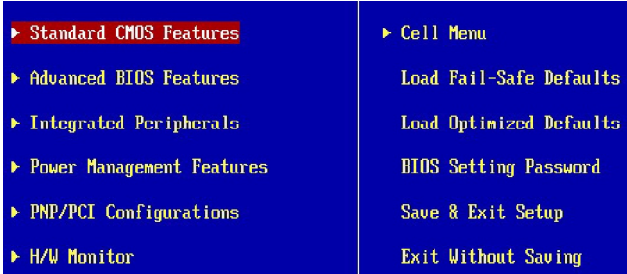 ▶ Standard CMOS Features
▶ Advanced BIOS Features
▶ Integrated Peripherals
▶ Power Management Features
▶ PNP/PCI Configurations
▶ H/W Monitor
▶ Cell Menu
Load Fail-Safe Defaults
Load Optimized Defaults
BIOS Setting Password
Save & Exit Setup
Exit Without Saving